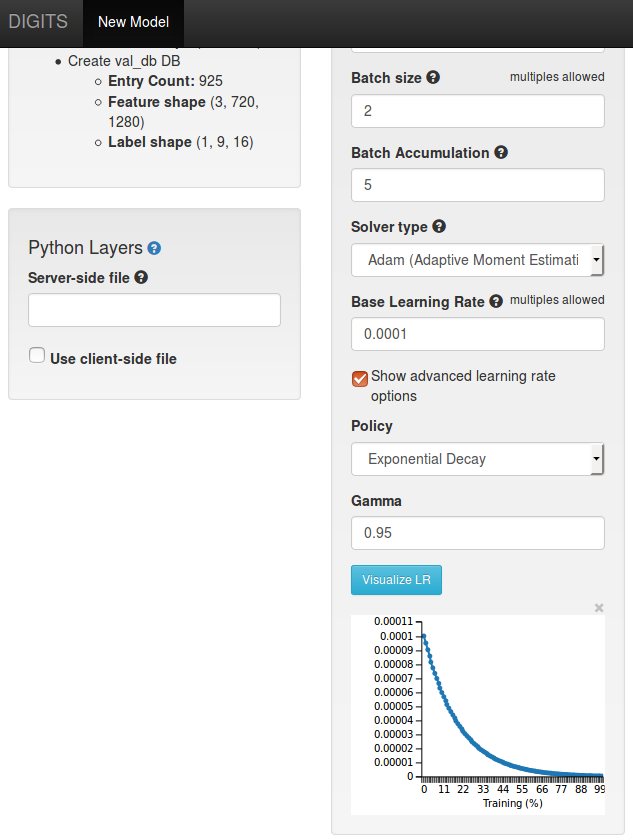 DIGITS New Model
Create val_db DB
Entry Count: 925
Feature shape (3, 720,
1280)
Label shape (1, 9, 16)
Python Layers
Server-side file
Use client-side file
Batch size multiples allowed
2
Batch Accumulation
5
Solver type
Adam (Adaptive Moment Estimati
Base Learning Rate multiples allowed
0.0001
Show advanced learning rate
options
Policy
Exponential Decay
Gamma
0.95
Visualize LR
×
0.00011
0.0001
0.00009
0.00008
0.00007
0.00006
0.00005
0.00004
0.00003
0.00002
0.00001
0
0 11 22 33 44 55 66 77 88 99
Training (%)